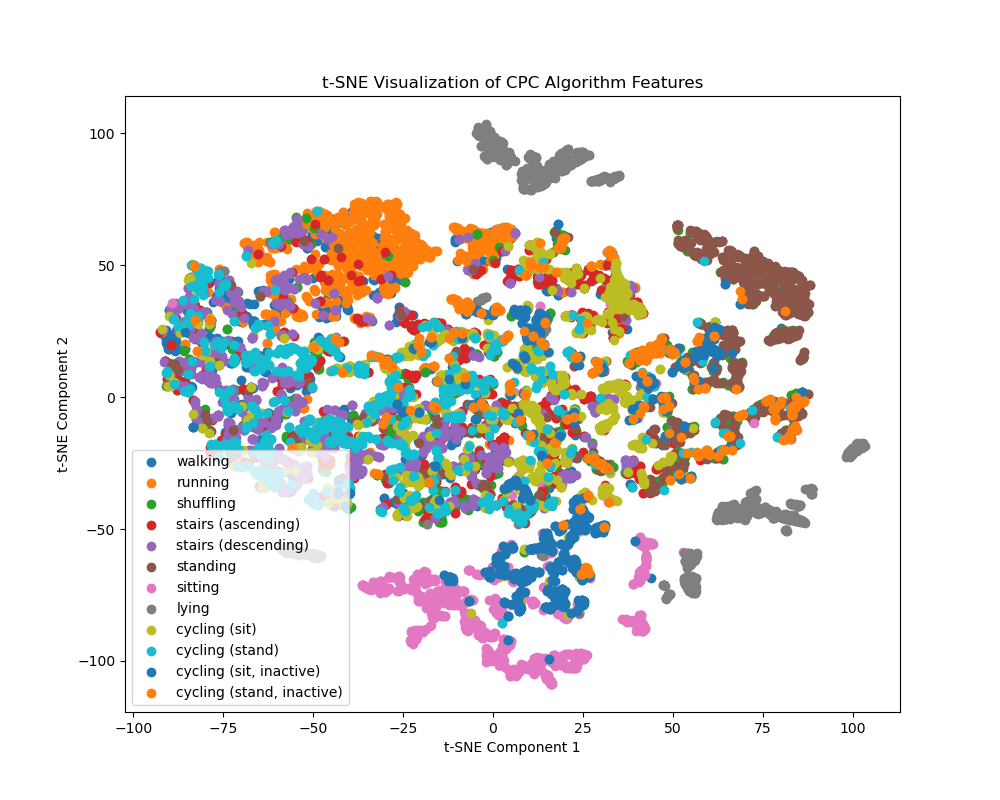 t-SNE Visualization of CPC Algorithm Features
100
50
0
−50
−100
t-SNE Component 2
walking
running
shuffling
stairs (ascending)
stairs (descending)
standing
sitting
lying
cycling (sit)
cycling (stand)
cycling (sit, inactive)
cycling (stand, inactive)
−100 −75 −50 −25 0 25 50 75 100
t-SNE Component 1